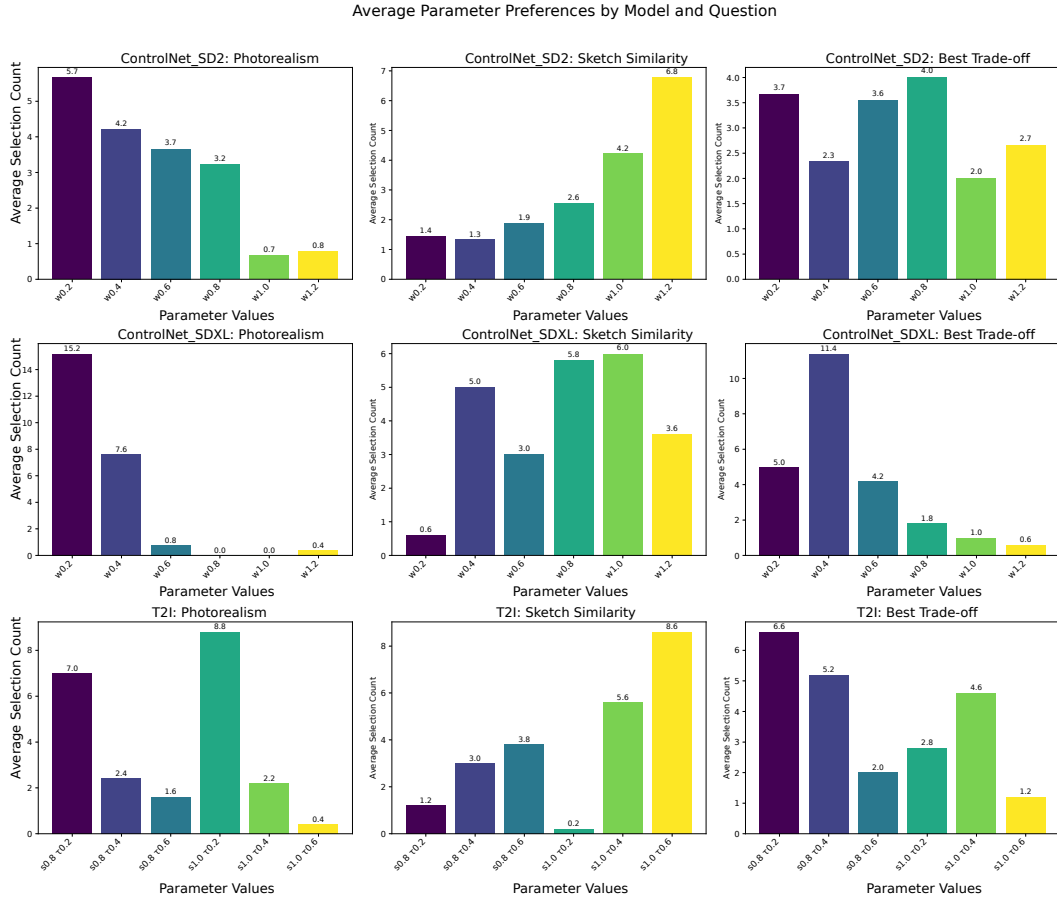 Average Parameter Preferences by Model and Question
ControlNet_SD2: Photorealism
Average Selection Count
5
4
3
2
1
0
5.7
4.2
3.7
3.2
0.7
0.8
w0.2
w0.4
w0.6
w0.8
w1.0
w1.2
Parameter Values
ControlNet_SD2: Sketch Similarity
Average Selection Count
7
6
5
4
3
2
1
0
1.4
1.3
1.9
2.6
4.2
6.8
w0.2
w0.4
w0.6
w0.8
w1.0
w1.2
Parameter Values
ControlNet_SD2: Best Trade-off
Average Selection Count
4.0
3.5
3.0
2.5
2.0
1.5
1.0
0.5
0.0
3.7
2.3
3.6
4.0
2.0
2.7
w0.2
w0.4
w0.6
w0.8
w1.0
w1.2
Parameter Values
ControlNet_SDXL: Photorealism
Average Selection Count
14
12
10
8
6
4
2
0
15.2
7.6
0.8
0.0
0.0
0.4
w0.2
w0.4
w0.6
w0.8
w1.0
w1.2
Parameter Values
ControlNet_SDXL: Sketch Similarity
Average Selection Count
6
5
4
3
2
1
0
0.6
5.0
3.0
5.8
6.0
3.6
w0.2
w0.4
w0.6
w0.8
w1.0
w1.2
Parameter Values
ControlNet_SDXL: Best Trade-off
Average Selection Count
10
8
6
4
2
0
5.0
11.4
4.2
1.8
1.0
0.6
w0.2
w0.4
w0.6
w0.8
w1.0
w1.2
Parameter Values
T2I: Photorealism
Average Selection Count
8
6
4
2
0
7.0
2.4
1.6
8.8
2.2
0.4
s0.8 τ0.2
s0.8 τ0.4
s0.8 τ0.6
s1.0 τ0.2
s1.0 τ0.4
s1.0 τ0.6
Parameter Values
T2I: Sketch Similarity
Average Selection Count
8
6
4
2
0
1.2
3.0
3.8
0.2
5.6
8.6
s0.8 τ0.2
s0.8 τ0.4
s0.8 τ0.6
s1.0 τ0.2
s1.0 τ0.4
s1.0 τ0.6
Parameter Values
T2I: Best Trade-off
Average Selection Count
6
5
4
3
2
1
0
6.6
5.2
2.0
2.8
4.6
1.2
s0.8 τ0.2
s0.8 τ0.4
s0.8 τ0.6
s1.0 τ0.2
s1.0 τ0.4
s1.0 τ0.6
Parameter Values